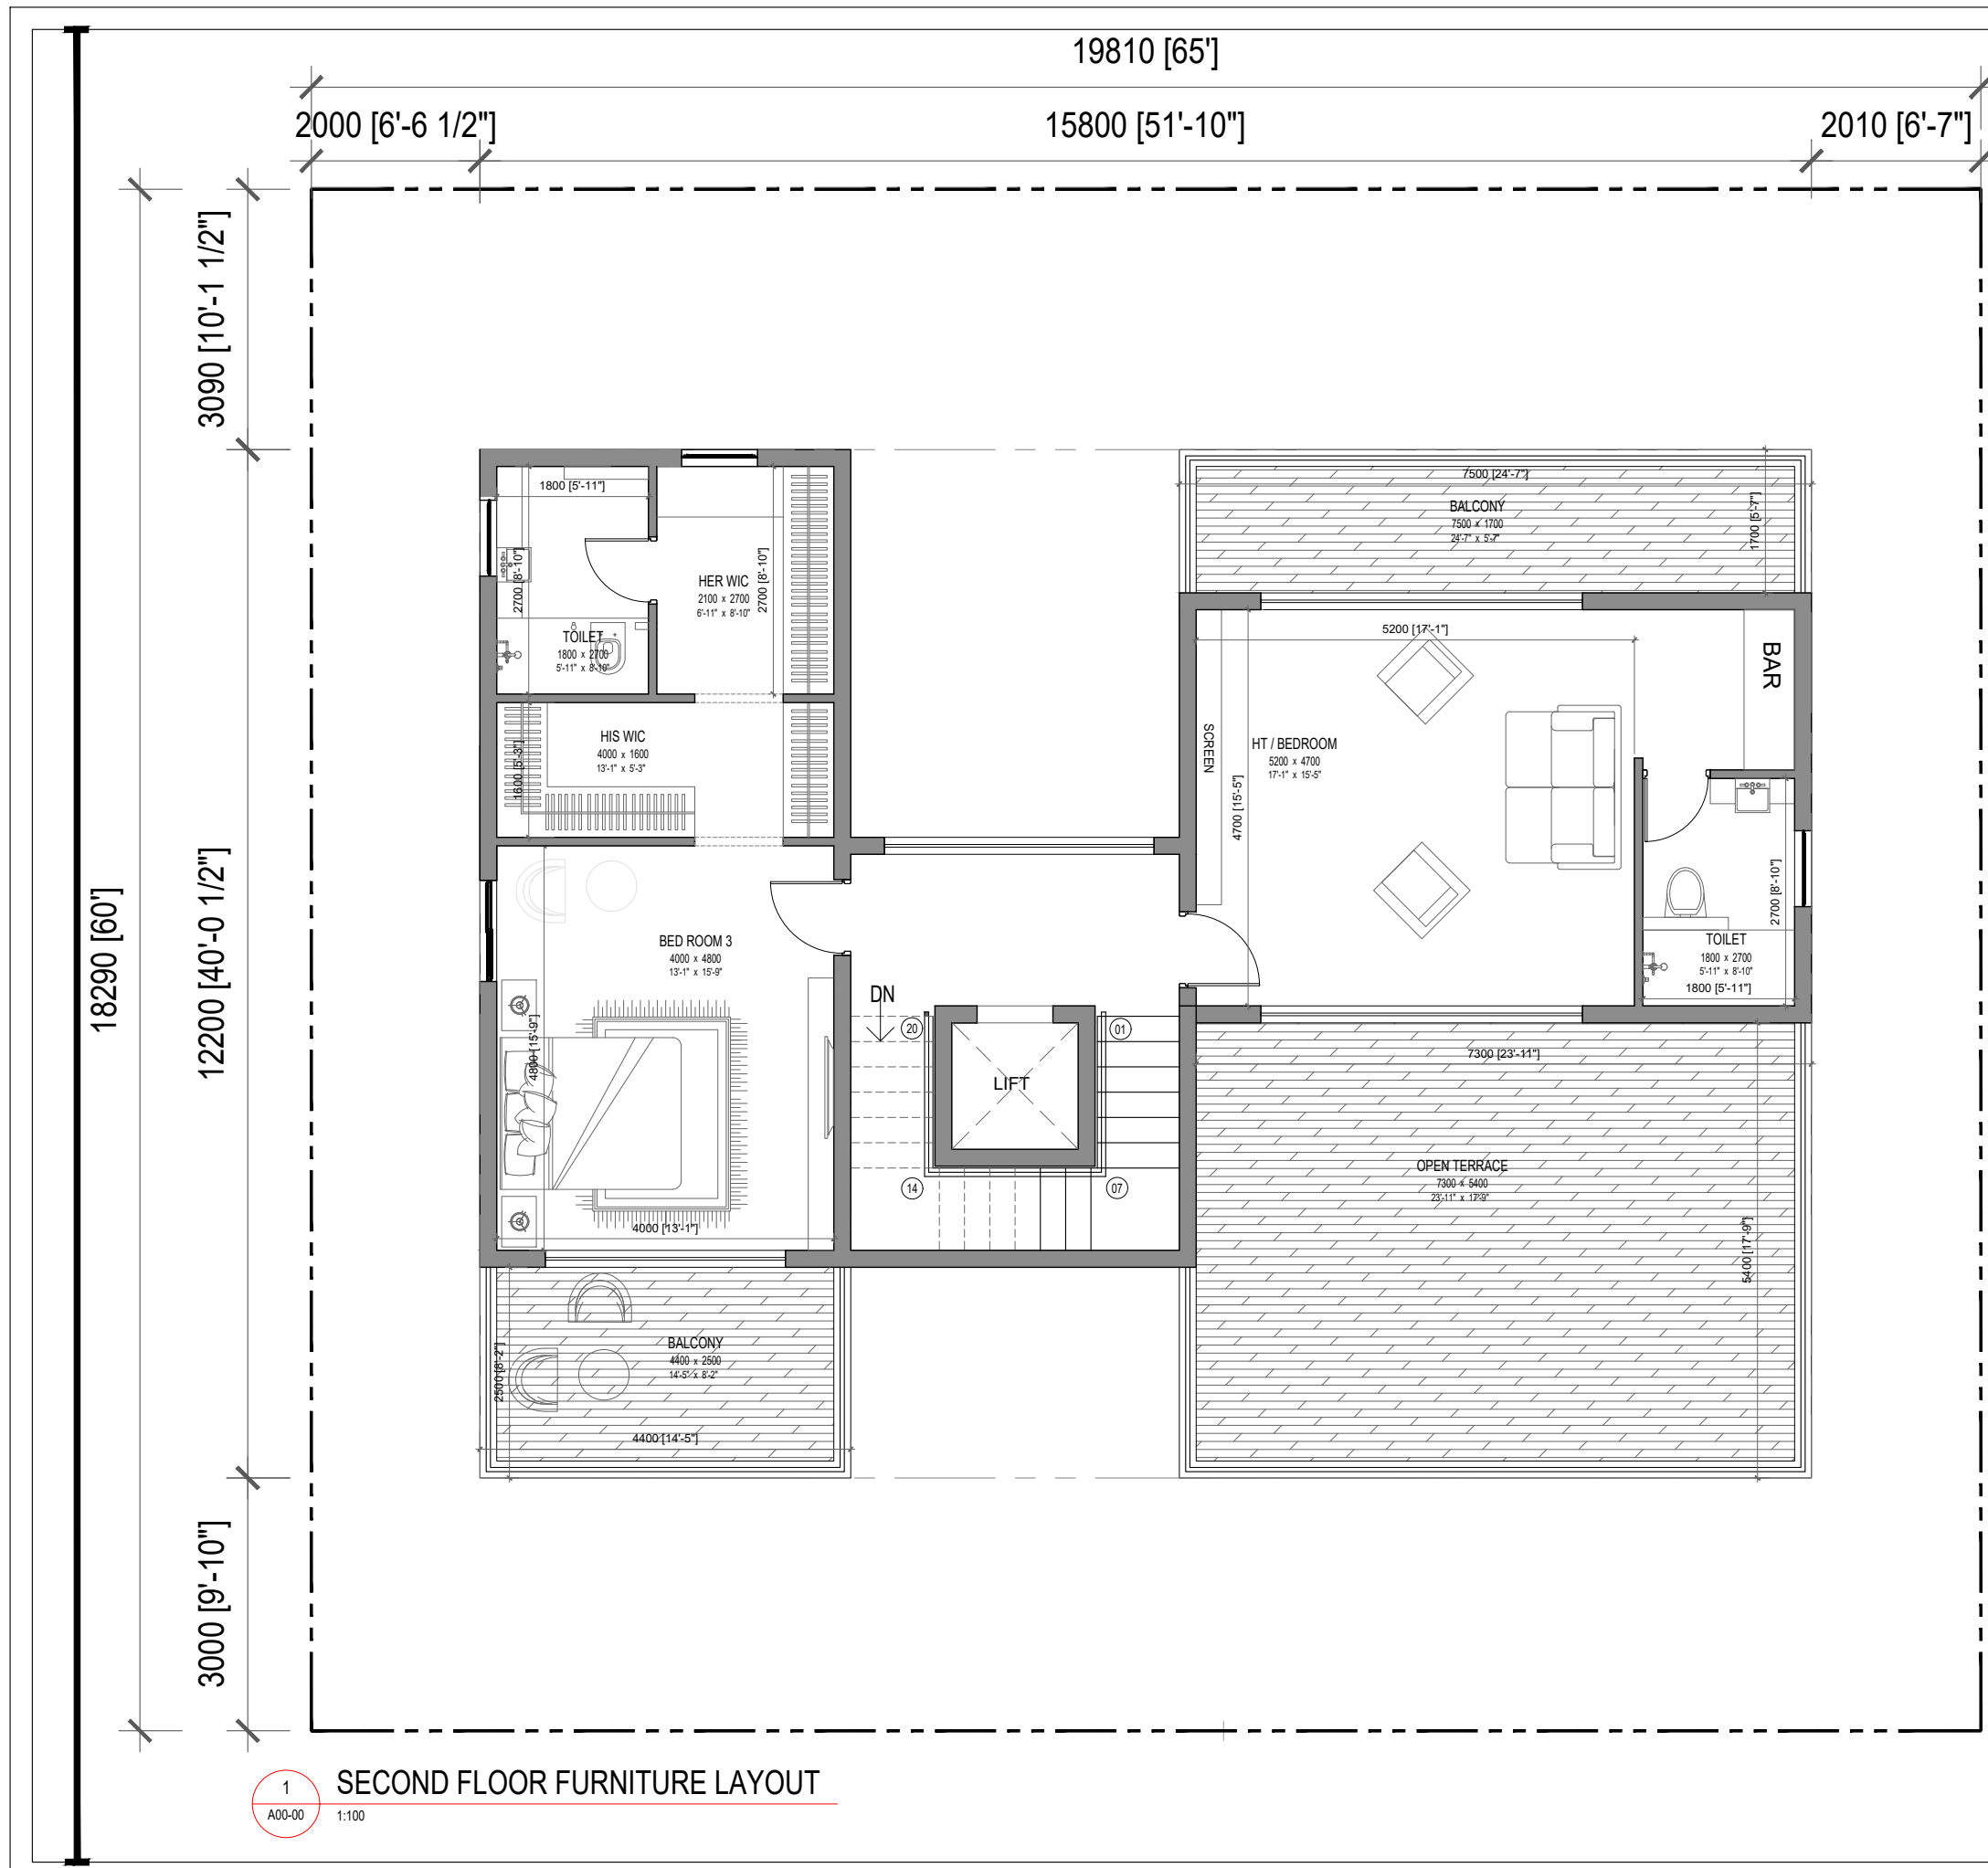 19810 [65']
2000 [6'-6 1/2"]
15800 [51'-10"]
2010 [6'-7"]
3090 [10'-1 1/2"]
18290 [60']
12200 [40'-0 1/2"]
3000 [9'-10"]
1800 [5'-11"]
2700 [8'-10"]
TOILET
1800 x 2700
5'-11" x 8'-10"
HER WIC
2100 x 2700
6'-11" x 8'-10"
2700 [8'-10"]
HIS WIC
4000 x 1600
13'-1" x 5'-3"
1600 [5'-3"]
BED ROOM 3
4000 x 4800
13'-1" x 15'-9"
4800 [15'-9"]
4000 [13'-1"]
BALCONY
4400 x 2500
14'-5" x 8'-2"
2500 [8'-2"]
4400 [14'-5"]
DN
20
01
LIFT
14
07
7500 [24'-7"]
BALCONY
7500 x 1700
24'-7" x 5'-7"
1700 [5'-7"]
5200 [17'-1"]
BAR
SCREEN
HT / BEDROOM
5200 x 4700
17'-1" x 15'-5"
4700 [15'-5"]
2700 [8'-10"]
TOILET
1800 x 2700
5'-11" x 8'-10"
1800 [5'-11"]
7300 [23'-11"]
OPEN TERRACE
7300 x 5400
23'-11" x 17'-9"
5400 [17'-9"]
1
A00-00
SECOND FLOOR FURNITURE LAYOUT
1:100